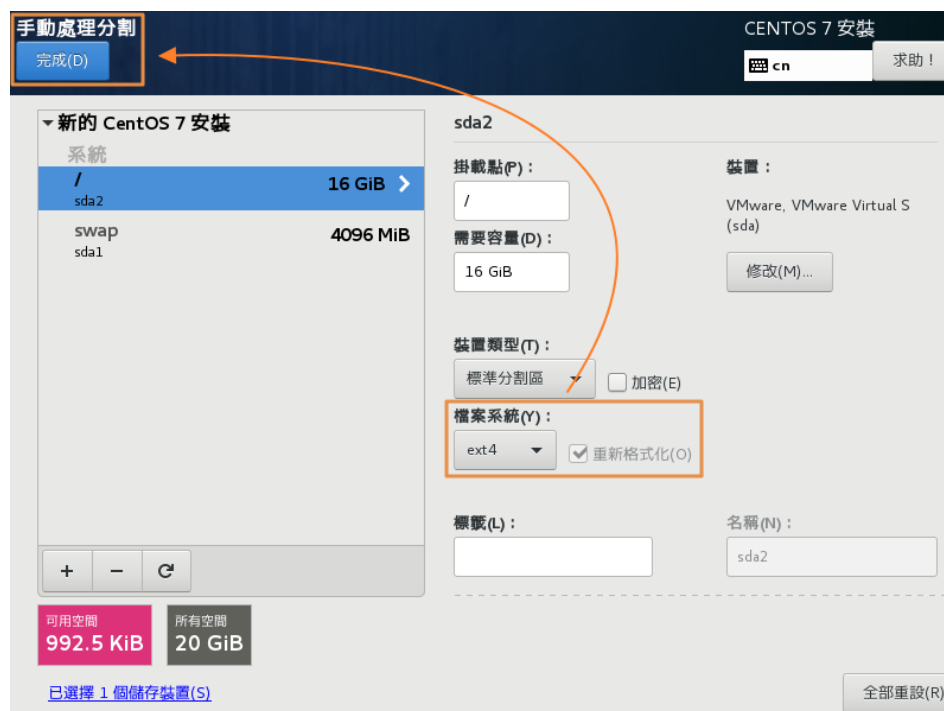 手動處理分割
完成(D)
CENTOS 7 安裝
cn
求助！
新的 CentOS 7 安裝
系統
/
16 GiB
sda2
swap
4096 MiB
sda1
sda2
掛載點(P)：
/
需要容量(D)：
16 GiB
裝置：
VMware, VMware Virtual S
(sda)
修改(M)...
裝置類型(T)：
標準分割區
加密(E)
檔案系統(Y)：
ext4
重新格式化(O)
標籤(L)：
名稱(N)：
sda2
+ − 
可用空間
992.5 KiB
所有空間
20 GiB
已選擇 1 個儲存裝置(S)
全部重設(R)